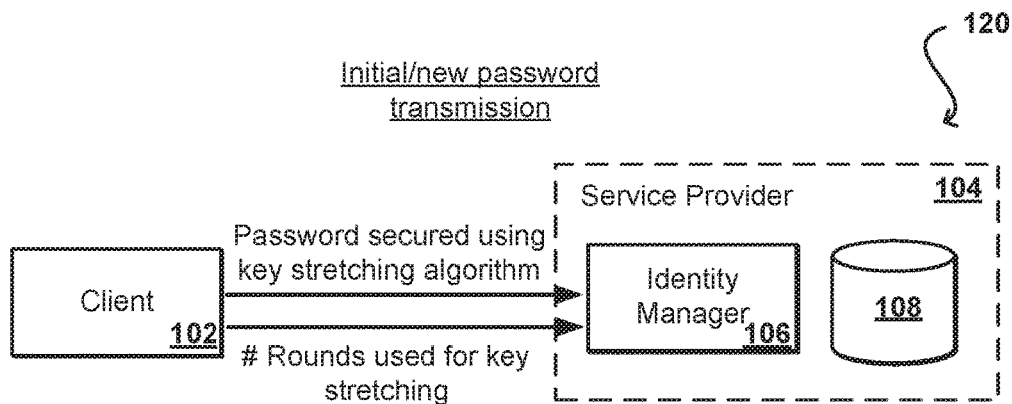 120
Initial/new password
transmission
Service Provider
104
Password secured using
key stretching algorithm
Client
102
Identity
Manager
106
108
# Rounds used for key
stretching